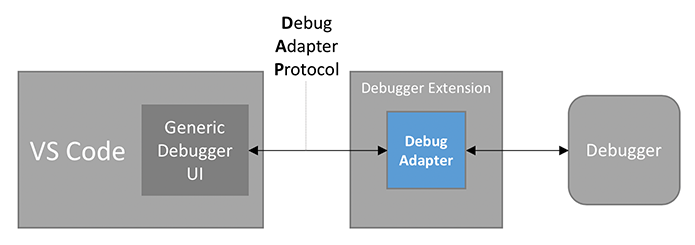 Debug
Adapter
Protocol
VS Code
Generic
Debugger
UI
Debugger Extension
Debug
Adapter
Debugger